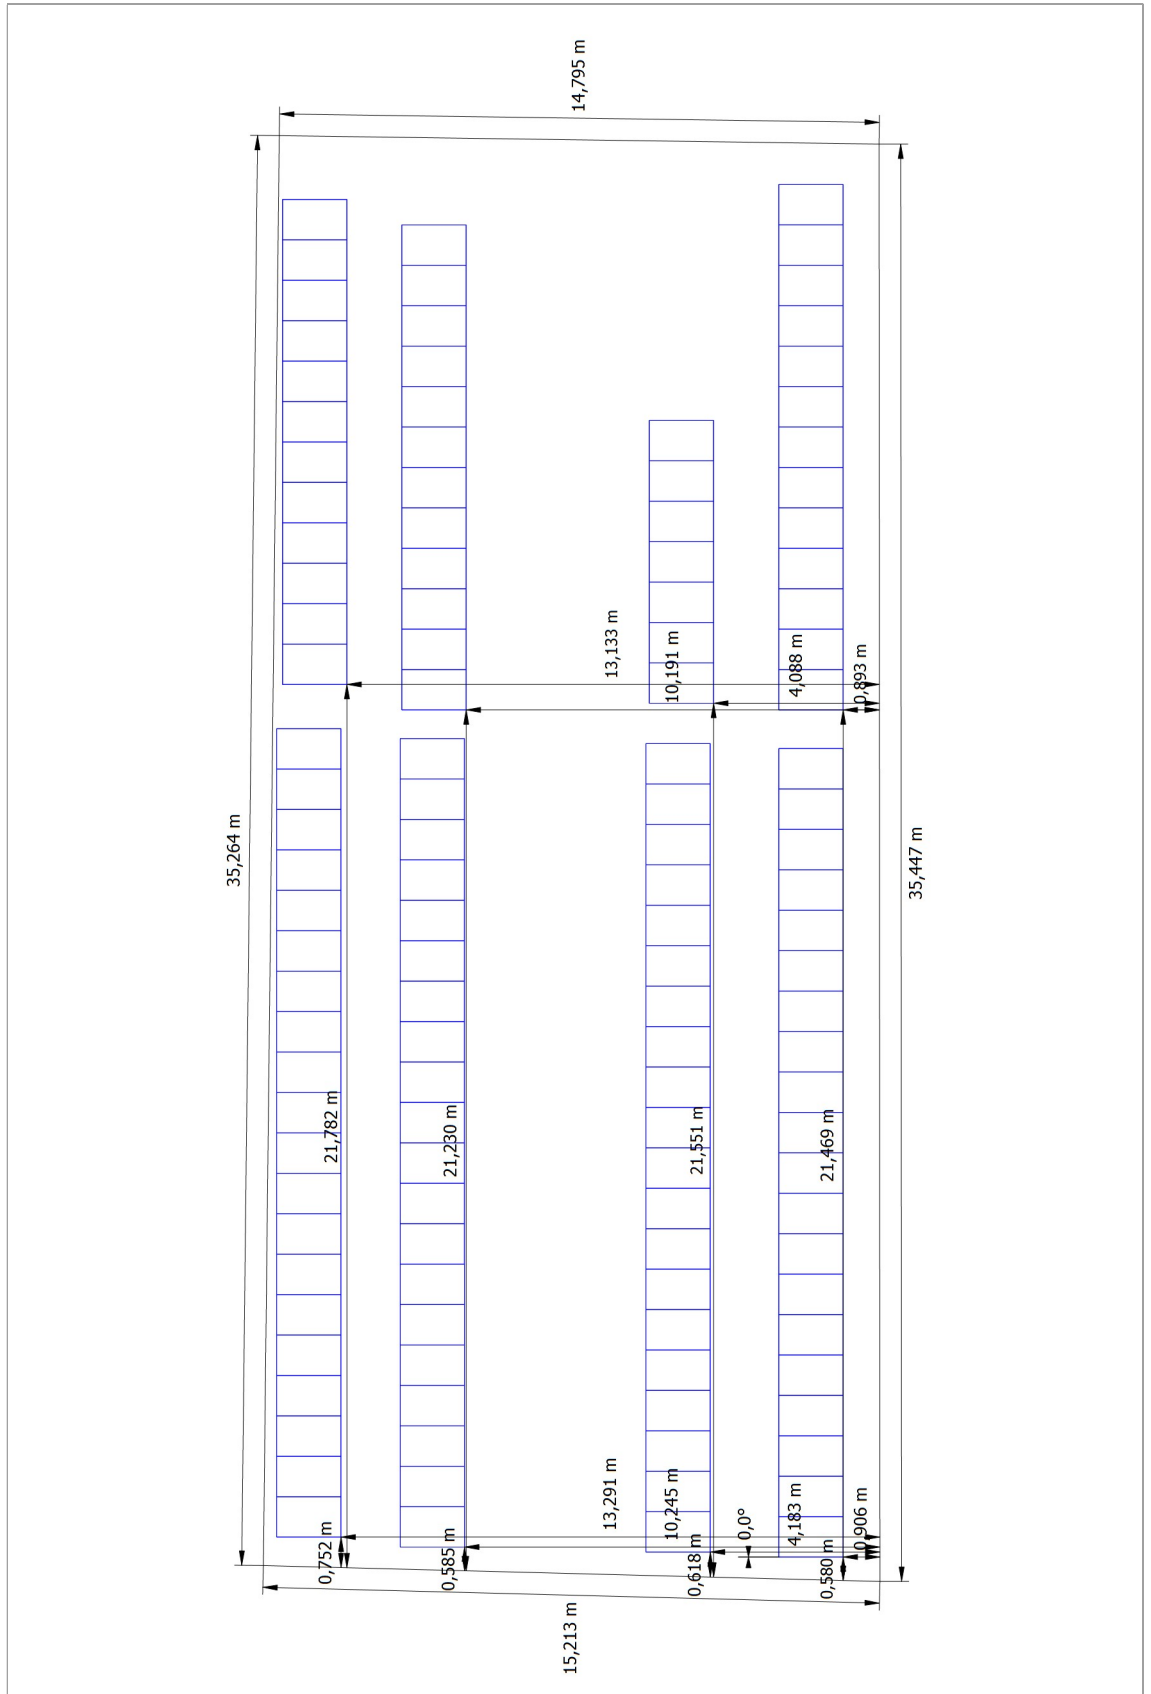 14,795 m
13,133 m
10,191 m
4,088 m
0,893 m
35,264 m
35,447 m
21,782 m
21,230 m
21,551 m
21,469 m
13,291 m
10,245 m
0,0°
4,183 m
0,906 m
0,752 m
0,585 m
0,618 m
0,580 m
15,213 m